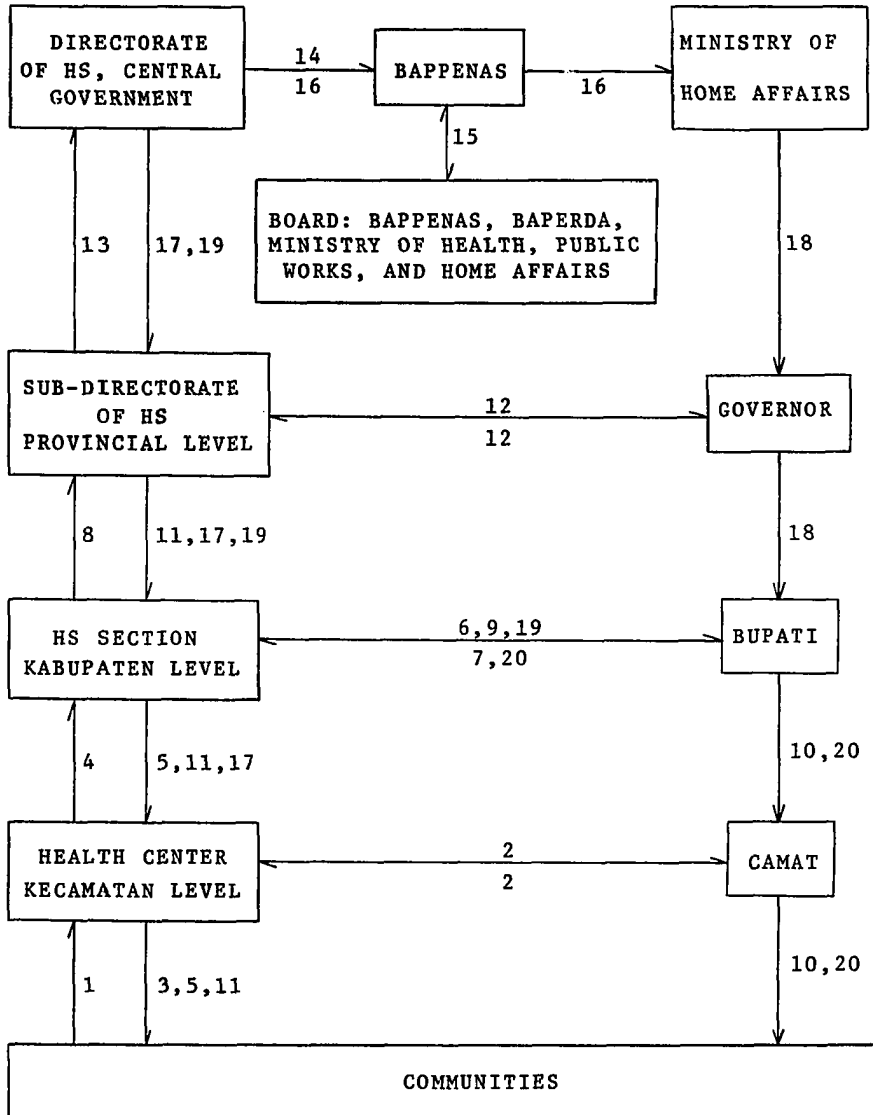 DIRECTORATE
OF HS, CENTRAL
GOVERNMENT
14
16
BAPPENAS
16
MINISTRY OF
HOME AFFAIRS
15
BOARD: BAPPENAS, BAPERDA,
MINISTRY OF HEALTH, PUBLIC
WORKS, AND HOME AFFAIRS
13
17,19
18
SUB-DIRECTORATE
OF HS
PROVINCIAL LEVEL
12
12
GOVERNOR
8
11,17,19
18
HS SECTION
KABUPATEN LEVEL
6,9,19
7,20
BUPATI
4
5,11,17
10,20
HEALTH CENTER
KECAMATAN LEVEL
2
2
CAMAT
1
3,5,11
10,20
COMMUNITIES